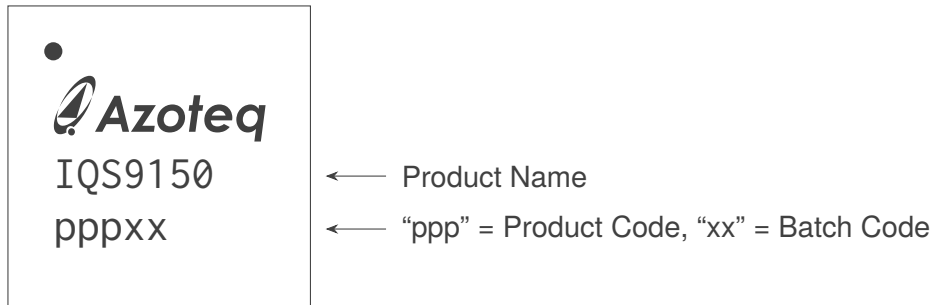 Azoteq
IQS9150
Product Name
pppxx
“ppp” = Product Code, “xx” = Batch Code